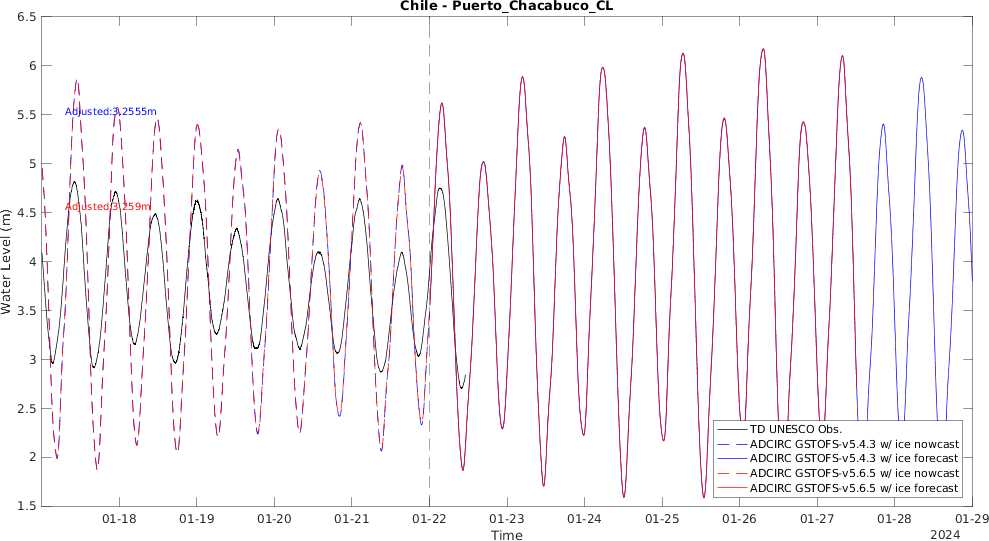 Chile - Puerto_Chacabuco_CL
6.5
6
5.5
5
4.5
4
3.5
3
2.5
2
1.5
Water Level (m)
Adjusted:3.2555m
Adjusted:3.259m
TD UNESCO Obs.
ADCIRC GSTOFS-v5.4.3 w/ ice nowcast
ADCIRC GSTOFS-v5.4.3 w/ ice forecast
ADCIRC GSTOFS-v5.6.5 w/ ice nowcast
ADCIRC GSTOFS-v5.6.5 w/ ice forecast
01-18 01-19 01-20 01-21 01-22 01-23 01-24 01-25 01-26 01-27 01-28 01-29
Time
2024